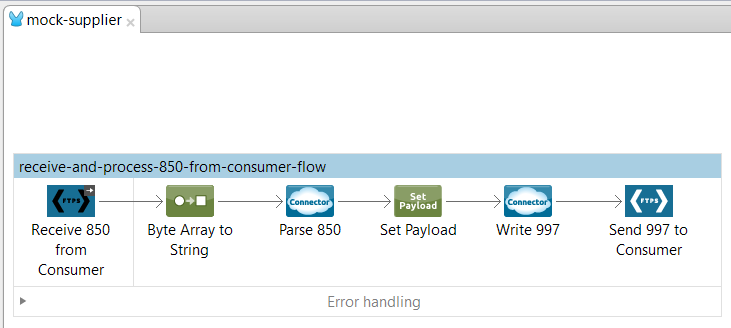 mock-supplier
receive-and-process-850-from-consumer-flow
FTPS
Receive 850
from
Consumer
Byte Array to
String
Connector
Parse 850
Set
Payload
Set Payload
Connector
Write 997
FTPS
Send 997 to
Consumer
Error handling